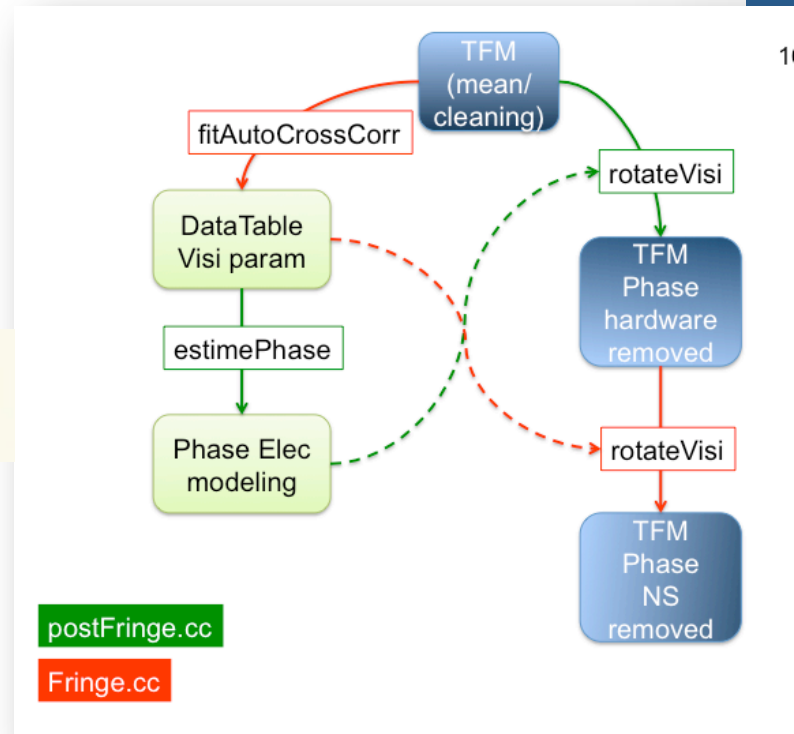 TFM
(mean/
cleaning)
fitAutoCrossCorr
rotateVisi
DataTable
Visi param
TFM
Phase
hardware
removed
estimePhase
Phase Elec
modeling
rotateVisi
TFM
Phase
NS
removed
postFringe.cc
Fringe.cc